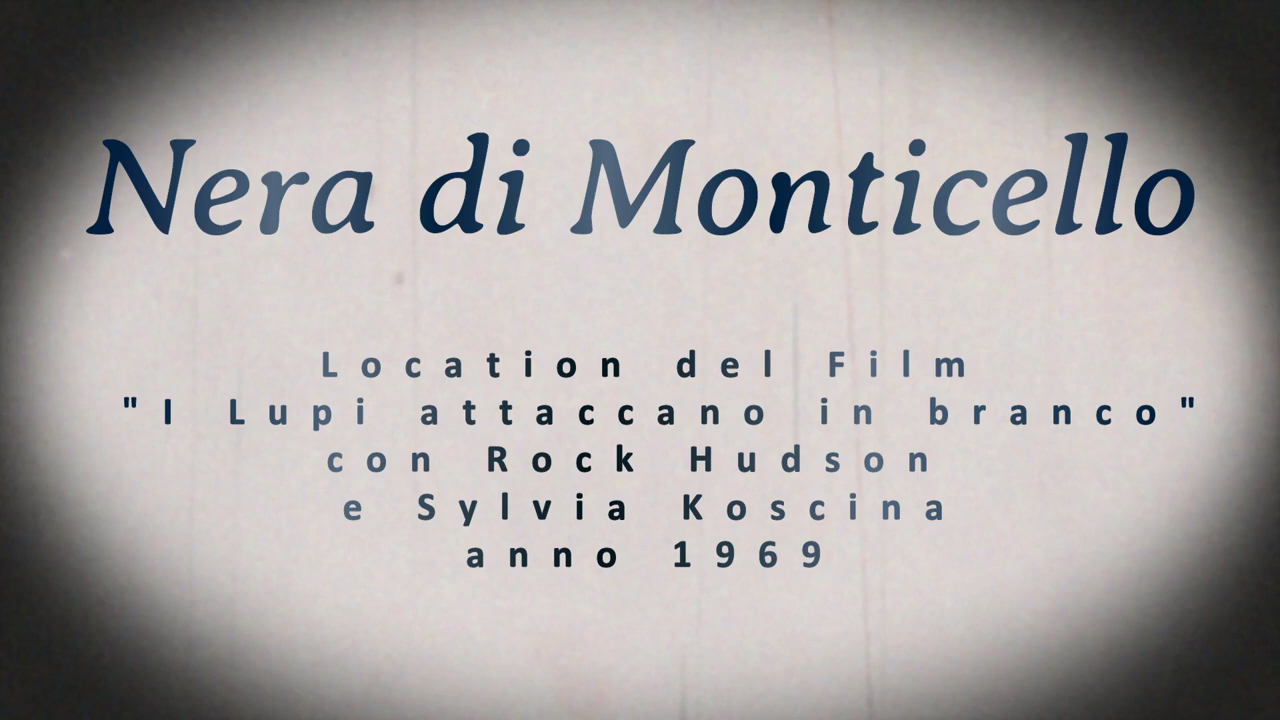 Nera di Monticello
Location del Film
"I Lupi attaccano in branco"
con Rock Hudson
e Sylvia Koscina
anno 1969